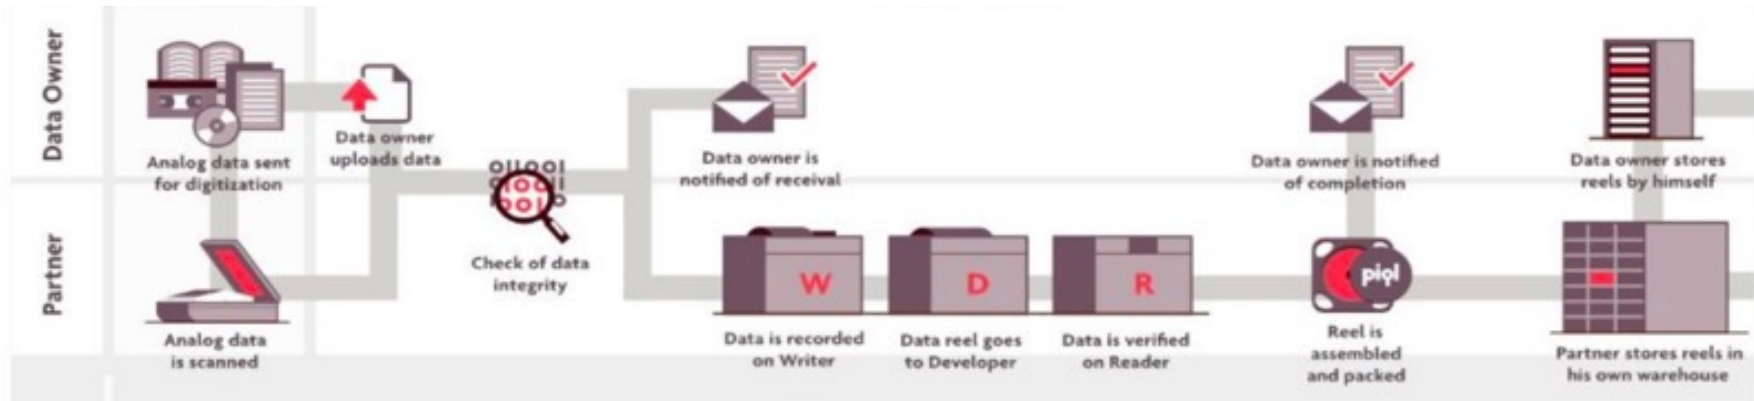 Data Owner
Analog data sent
for digitization
Data owner
uploads data
Data owner is
notified of receival
Data owner is notified
of completion
Data owner stores
reels by himself
Partner
Analog data
is scanned
Check of data
integrity
W
Data is recorded
on Writer
D
Data reel goes
to Developer
R
Data is verified
on Reader
piql
Reel is
assembled
and packed
Partner stores reels in
his own warehouse